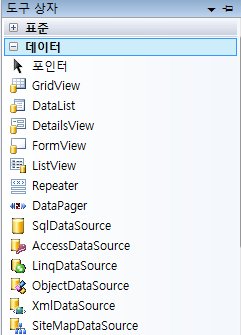 도구 상자
표준
데이터
포인터
GridView
DataList
DetailsView
FormView
ListView
Repeater
DataPager
SqlDataSource
AccessDataSource
LinqDataSource
ObjectDataSource
XmlDataSource
SiteMapDataSource